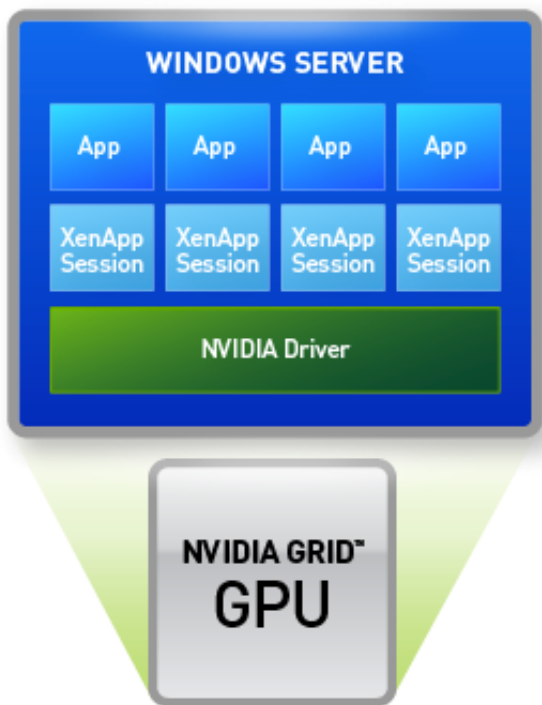 WINDOWS SERVER
App App App App
XenApp XenApp XenApp XenApp
Session Session Session Session
NVIDIA Driver
NVIDIA GRID™
GPU